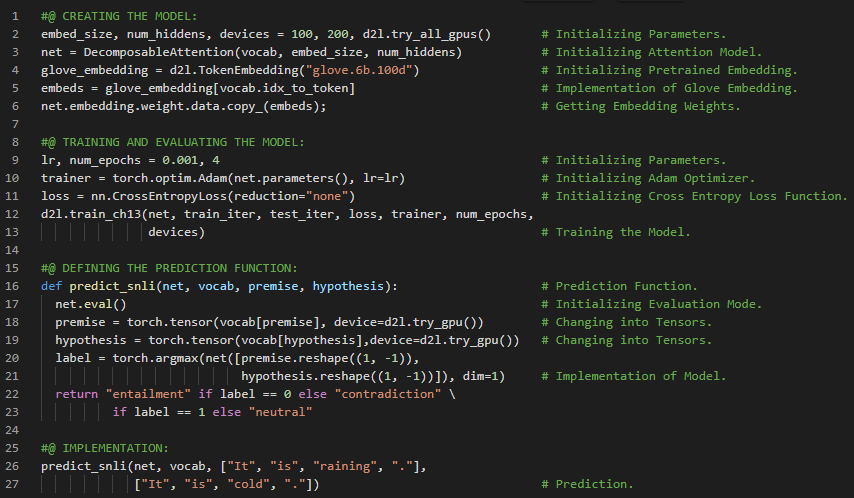 1 #@ CREATING THE MODEL:
2 embed_size, num_hiddens, devices = 100, 200, d2l.try_all_gpus() # Initializing Parameters.
3 net = DecomposableAttention(vocab, embed_size, num_hiddens) # Initializing Attention Model.
4 glove_embedding = d2l.TokenEmbedding("glove.6b.100d") # Initializing Pretrained Embedding.
5 embeds = glove_embedding[vocab.idx_to_token] # Implementation of Glove Embedding.
6 net.embedding.weight.data.copy_(embeds); # Getting Embedding Weights.
7
8 #@ TRAINING AND EVALUATING THE MODEL:
9 lr, num_epochs = 0.001, 4 # Initializing Parameters.
10 trainer = torch.optim.Adam(net.parameters(), lr=lr) # Initializing Adam Optimizer.
11 loss = nn.CrossEntropyLoss(reduction="none") # Initializing Cross Entropy Loss Function.
12 d2l.train_ch13(net, train_iter, test_iter, loss, trainer, num_epochs,
13 devices) # Training the Model.
14
15 #@ DEFINING THE PREDICTION FUNCTION:
16 def predict_snli(net, vocab, premise, hypothesis): # Prediction Function.
17 net.eval() # Initializing Evaluation Mode.
18 premise = torch.tensor(vocab[premise], device=d2l.try_gpu()) # Changing into Tensors.
19 hypothesis = torch.tensor(vocab[hypothesis],device=d2l.try_gpu()) # Changing into Tensors.
20 label = torch.argmax(net([premise.reshape((1, -1)),
21 hypothesis.reshape((1, -1))]), dim=1) # Implementation of Model.
22 return "entailment" if label == 0 else "contradiction" \
23 if label == 1 else "neutral"
24
25 #@ IMPLEMENTATION:
26 predict_snli(net, vocab, ["It", "is", "raining", "."],
27 ["It", "is", "cold", "."]) # Prediction.